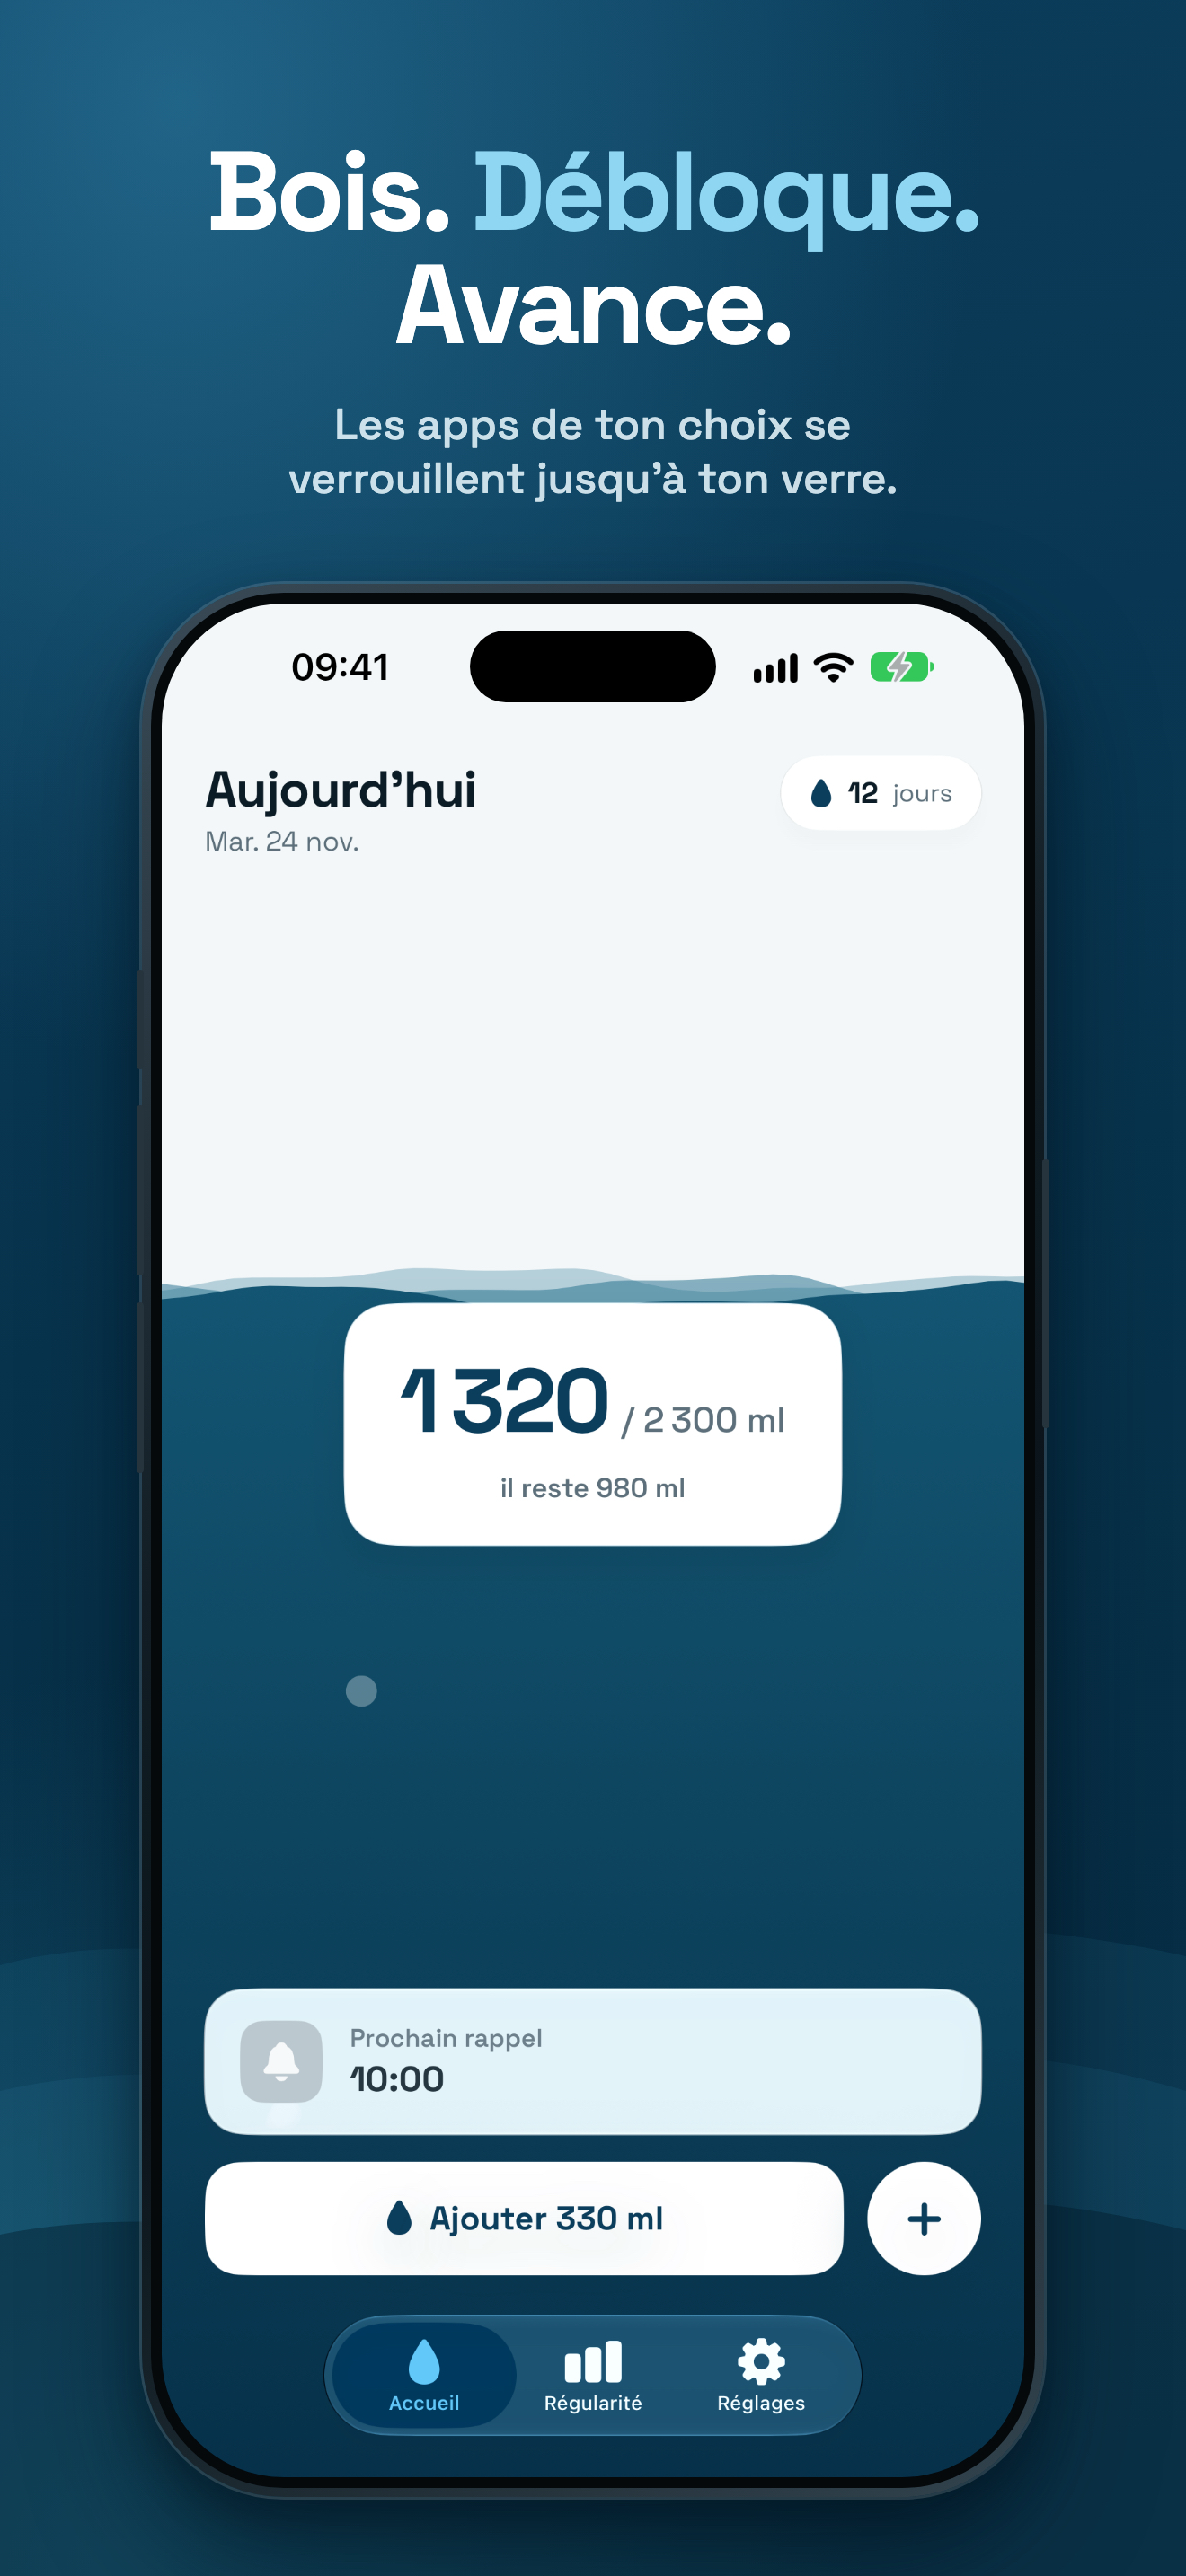 Bois. Débloque.
Avance.
Les apps de ton choix se
verrouillent jusqu’à ton verre.
09:41
Aujourd’hui
12 jours
Mar. 24 nov.
1 320 / 2 300 ml
il reste 980 ml
Prochain rappel
10:00
Ajouter 330 ml
Accueil
Régularité
Réglages